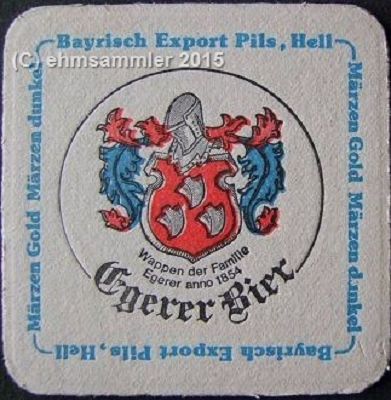 Bayrisch Export Pils, Hell
(C) ehmsammler 2015
Märzen Gold Märzen dunkel
Märzen Gold Märzen dunkel
Wappen der Familie
Egerer anno 1854
Egerer Bier
Bayrisch Export Pils, Hell